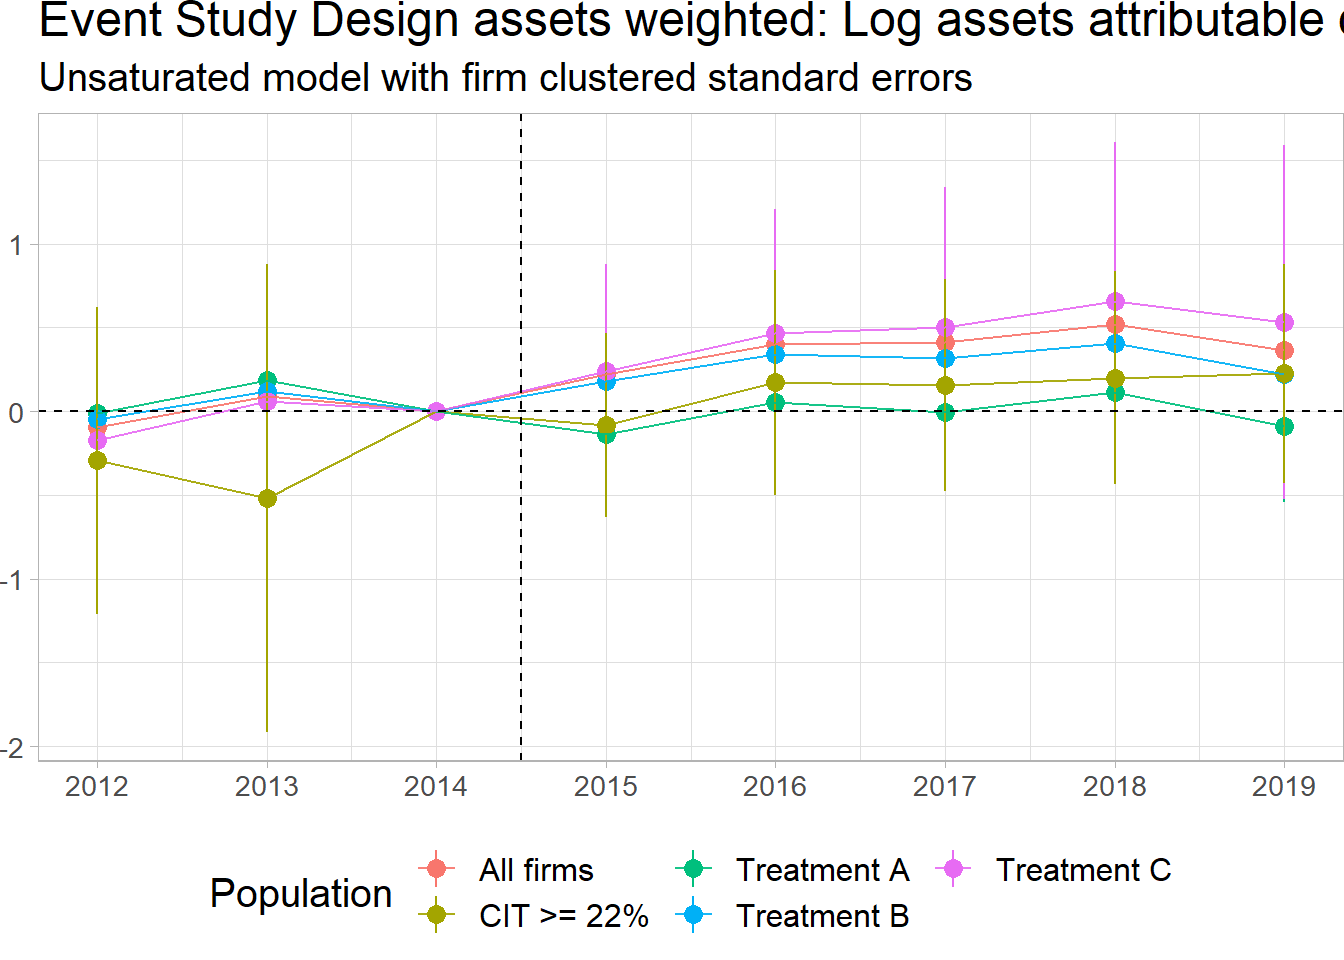 Event Study Design assets weighted: Log assets attributable
Unsaturated model with firm clustered standard errors
1
0
-1
-2
2012 2013 2014 2015 2016 2017 2018 2019
Population
All firms Treatment A Treatment C
CIT >= 22% Treatment B